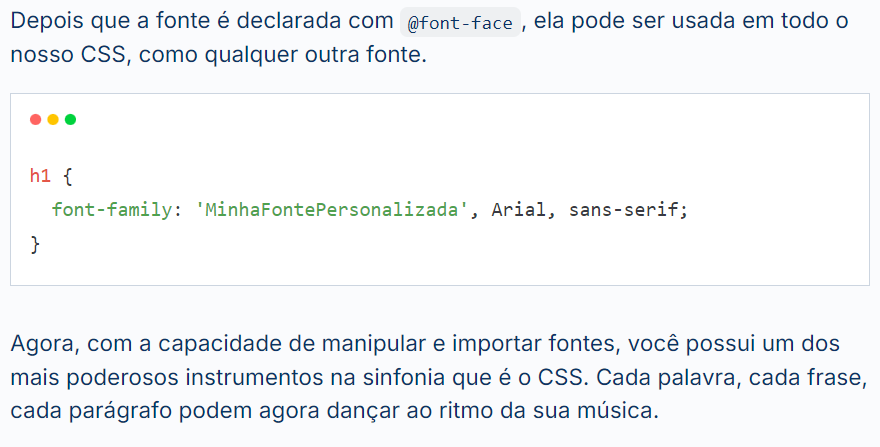 Depois que a fonte é declarada com @font-face, ela pode ser usada em todo o
nosso CSS, como qualquer outra fonte.
h1 {
  font-family: 'MinhaFontePersonalizada', Arial, sans-serif;
}
Agora, com a capacidade de manipular e importar fontes, você possui um dos
mais poderosos instrumentos na sinfonia que é o CSS. Cada palavra, cada frase,
cada parágrafo podem agora dançar ao ritmo da sua música.